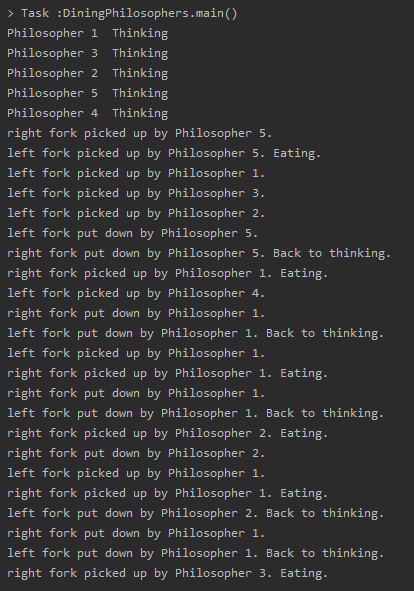 > Task :DiningPhilosophers.main()
Philosopher 1  Thinking
Philosopher 3  Thinking
Philosopher 2  Thinking
Philosopher 5  Thinking
Philosopher 4  Thinking
right fork picked up by Philosopher 5.
left fork picked up by Philosopher 5. Eating.
left fork picked up by Philosopher 1.
left fork picked up by Philosopher 3.
left fork picked up by Philosopher 2.
left fork put down by Philosopher 5.
right fork put down by Philosopher 5. Back to thinking.
right fork picked up by Philosopher 1. Eating.
left fork picked up by Philosopher 4.
right fork put down by Philosopher 1.
left fork put down by Philosopher 1. Back to thinking.
left fork picked up by Philosopher 1.
right fork picked up by Philosopher 1. Eating.
right fork put down by Philosopher 1.
left fork put down by Philosopher 1. Back to thinking.
right fork picked up by Philosopher 2. Eating.
right fork put down by Philosopher 2.
left fork picked up by Philosopher 1.
right fork picked up by Philosopher 1. Eating.
left fork put down by Philosopher 2. Back to thinking.
right fork put down by Philosopher 1.
left fork put down by Philosopher 1. Back to thinking.
right fork picked up by Philosopher 3. Eating.